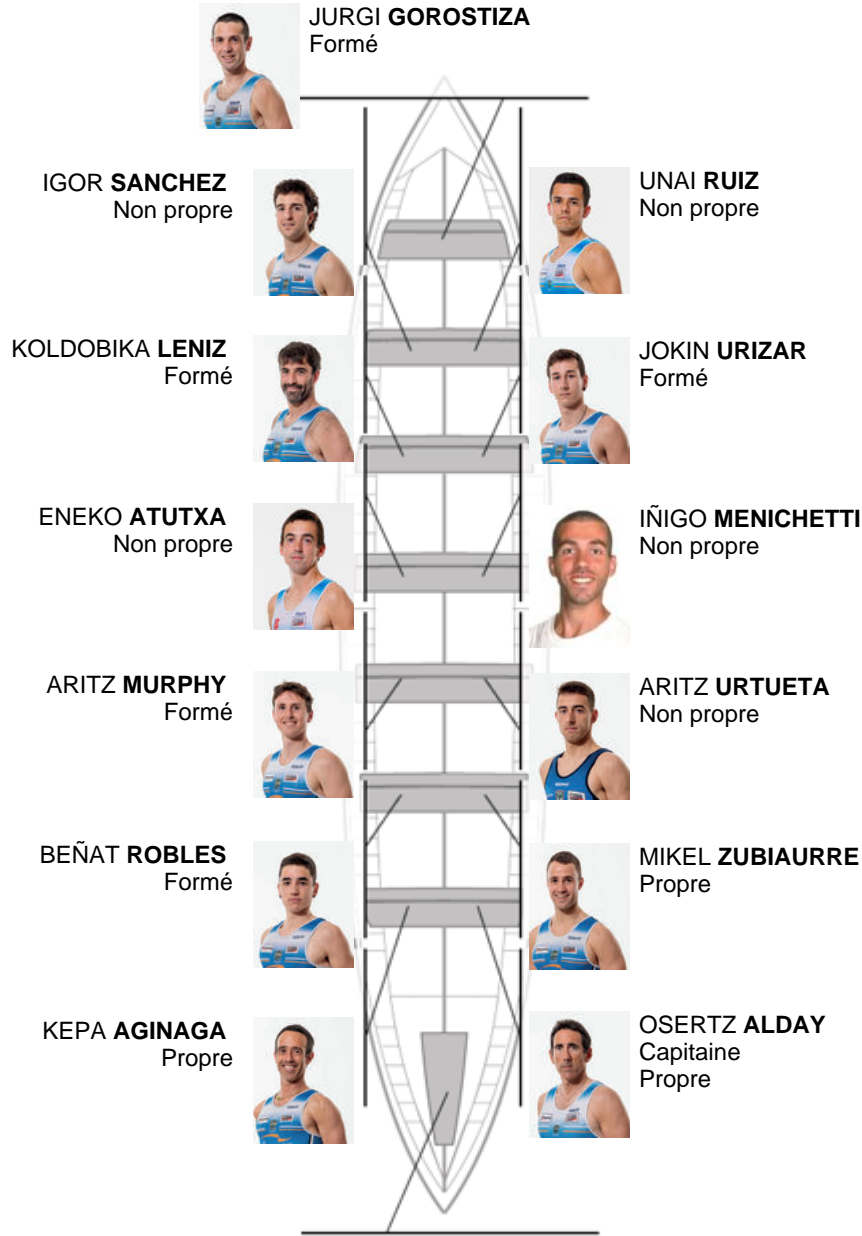 JURGI GOROSTIZA
Formé
IGOR SANCHEZ
Non propre
UNAI RUIZ
Non propre
KOLDOBIKA LENIZ
Formé
JOKIN URIZAR
Formé
ENEKO ATUTXA
Non propre
IÑIGO MENICHETTI
Non propre
ARITZ MURPHY
Formé
ARITZ URTUETA
Non propre
BEÑAT ROBLES
Formé
MIKEL ZUBIAURRE
Propre
KEPA AGINAGA
Propre
OSERTZ ALDAY
Capitaine
Propre